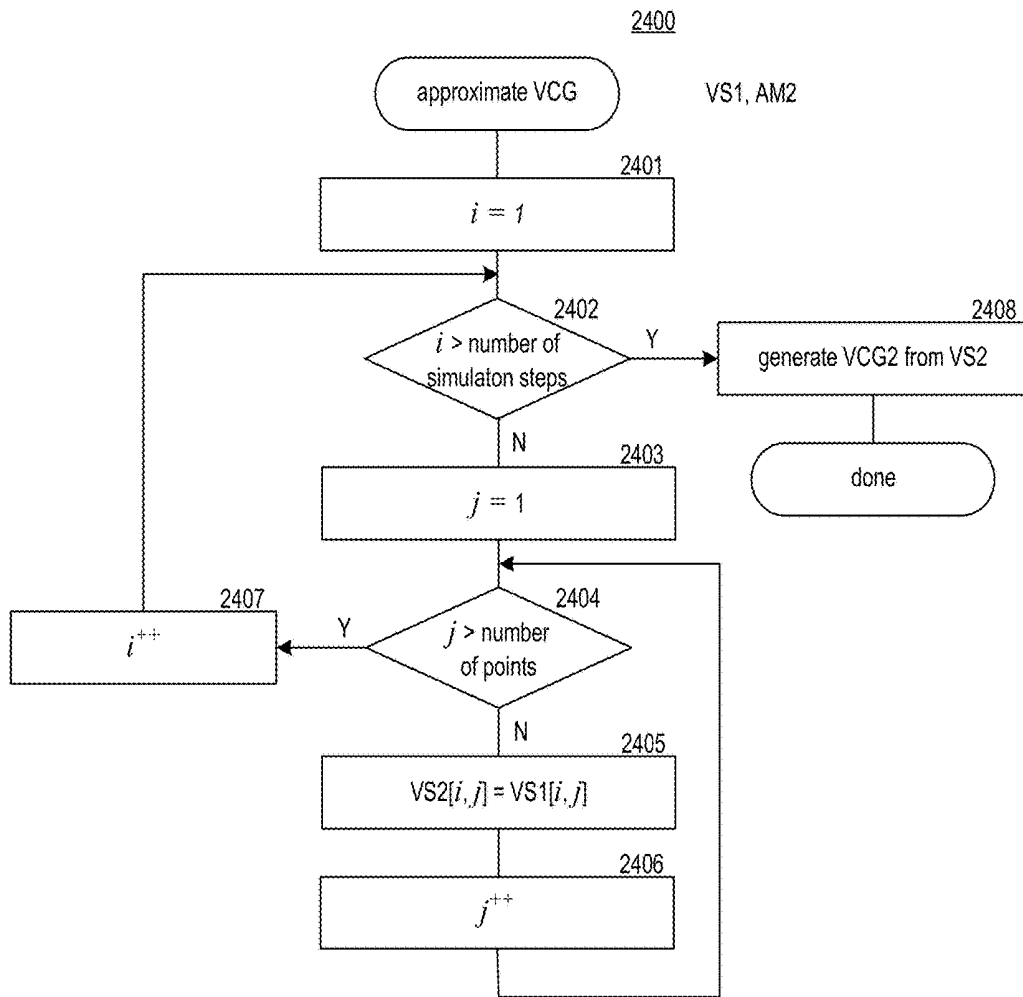 2400
approximate VCG
VS1, AM2
2401
i = 1
2402
i > number of
simulaton steps
Y
N
2408
generate VCG2 from VS2
done
2403
j = 1
2404
j > number
of points
Y
N
2407
i++
2405
VS2[i, j] = VS1[i, j]
2406
j++